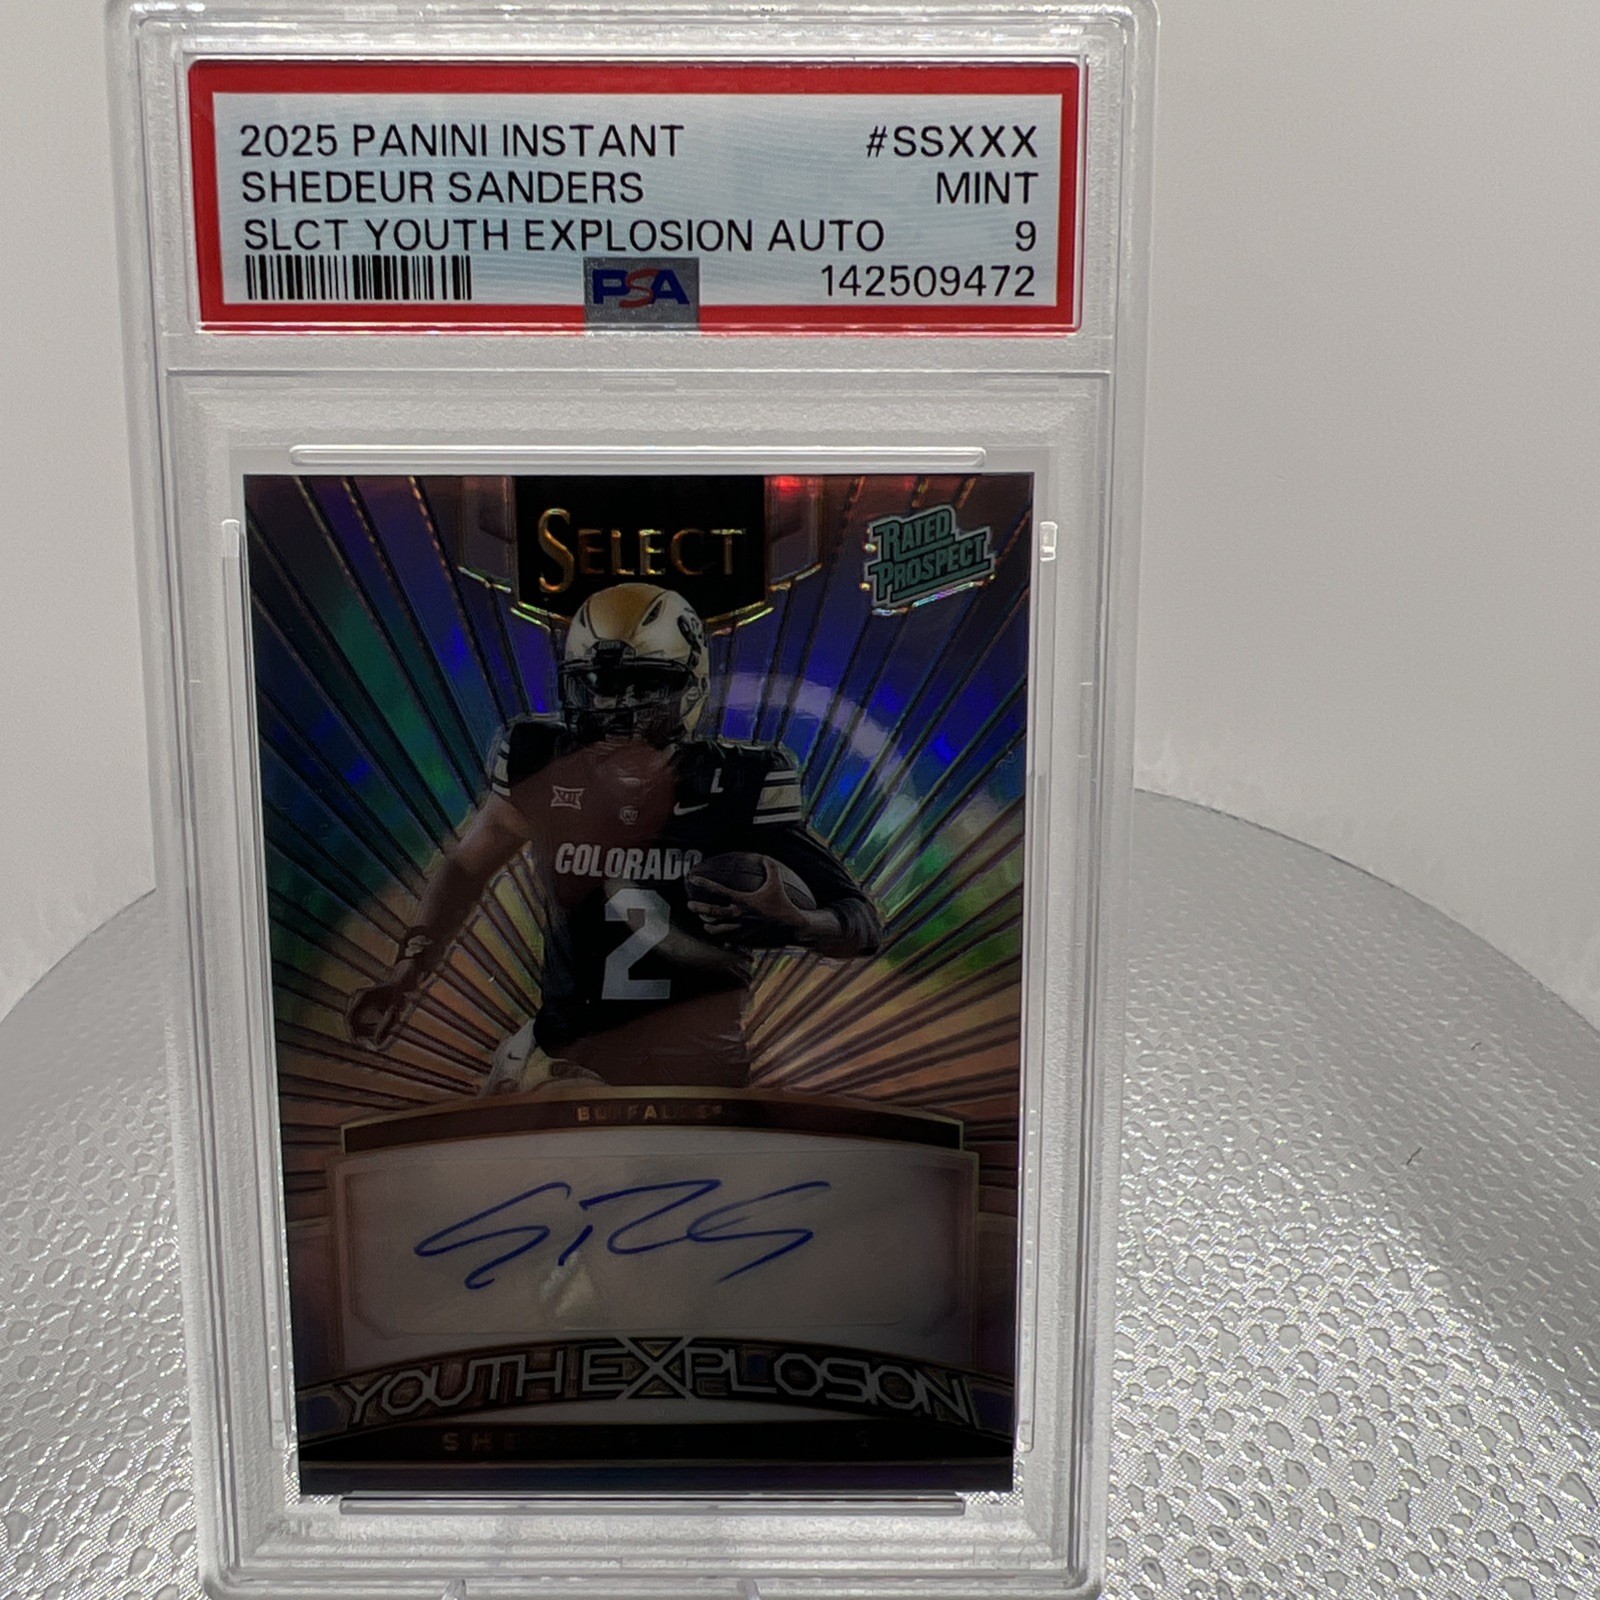 2025 PANINI INSTANT #SSXXX
SHEDEUR SANDERS MINT
SLCT YOUTH EXPLOSION AUTO 9
PSA 142509472
SELECT
RATED
PROSPECT
XII
COLORADO
2
BUFFALOES
YOUTH EXPLOSION